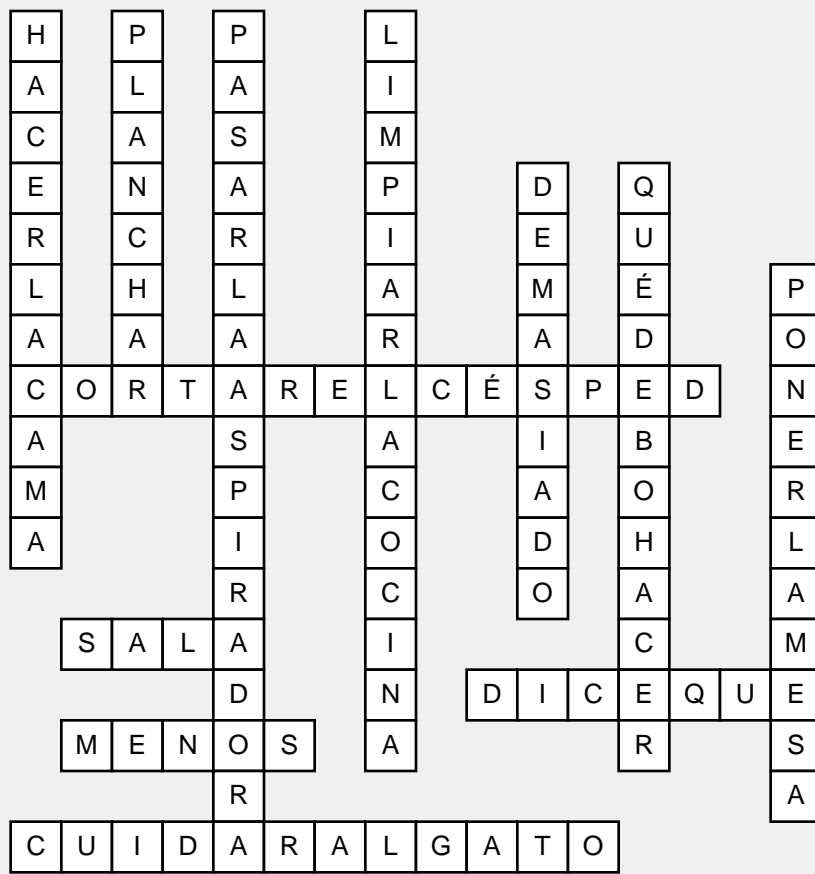 HACERLACAMA
PLANCHAR
PASARLAASPIRADORA
LIMPIARLACOCINA
DEMASIADO
QUÉDEBOHACER
PONERLAMESA
CORTARELCÉSPED
SALA
DICEQUE
MENOS
CUIDARALGATO